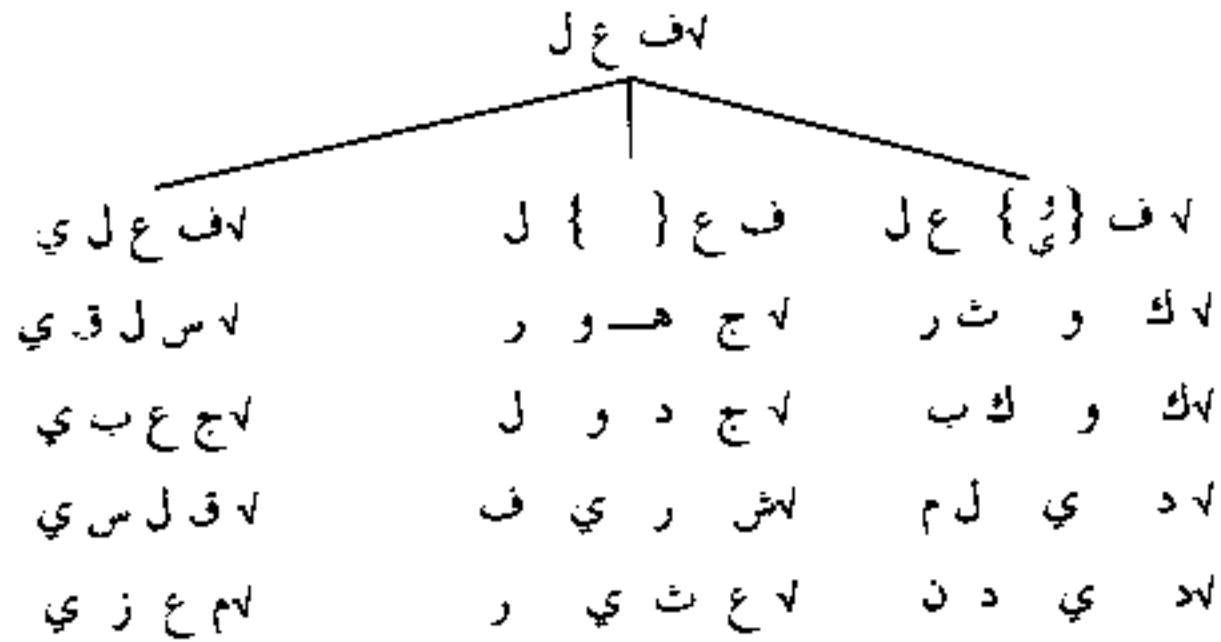 √ف ع ل
√ ف {و ي} ع ل ف ع { } ل √ف ع ل ي
√ ك و ث ر √ ج هـ و ر √ س ل ق ي
√ك و ك ب √ ج د و ل √ج ع ب ي
√ د ي ل م √ش ر ي ف √ ق ل س ي
√د ي د ن √ ع ث ي ر √م ع ز ي